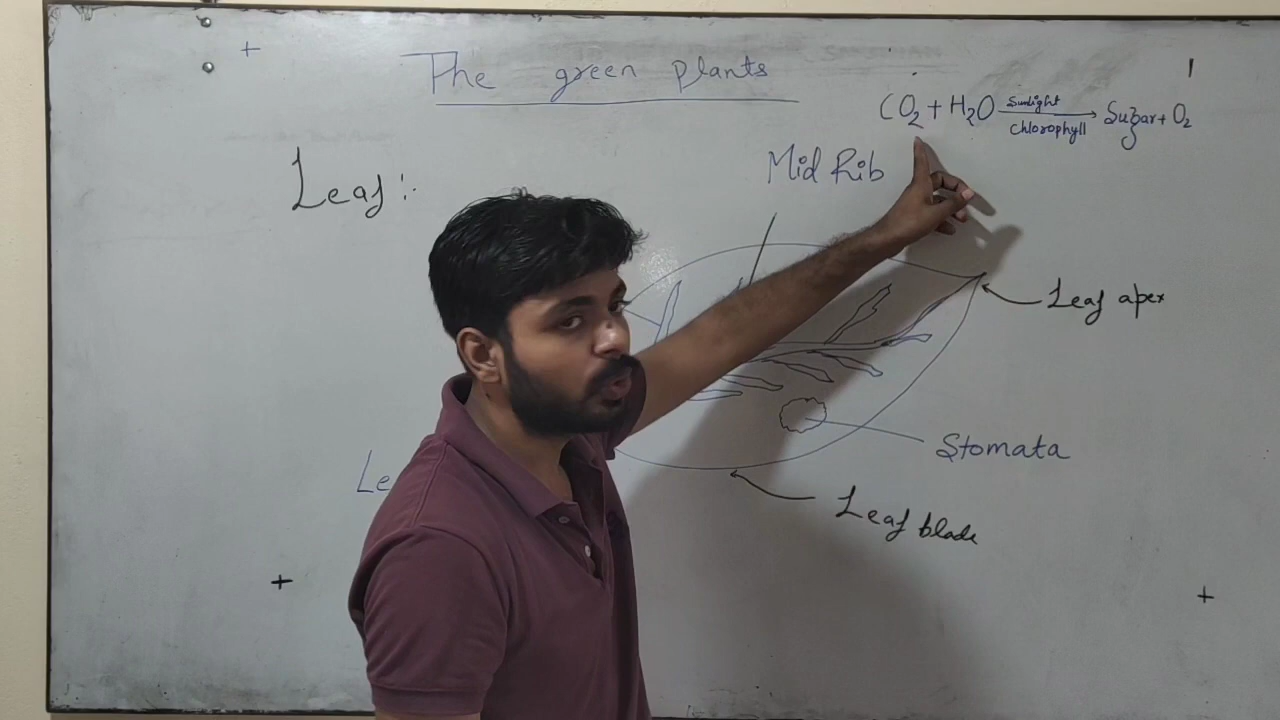 The green plants
CO₂ + H₂O Sunlight Chlorophyll → Sugar + O₂
Mid Rib
Leaf :-
Leaf apex
Stomata
Leaf blade